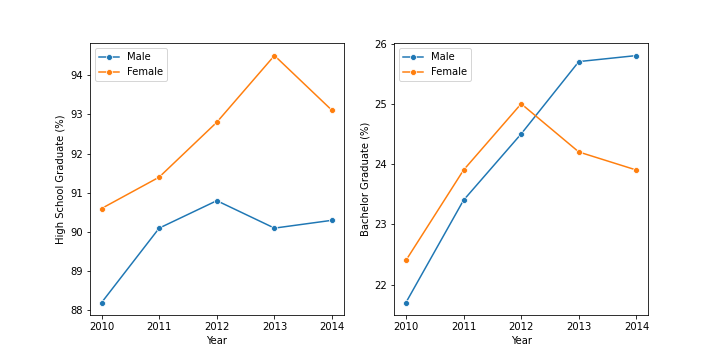 Male
Female
94
93
92
91
90
89
88
High School Graduate (%)
2010 2011 2012 2013 2014
Year
Male
Female
26
25
24
23
22
Bachelor Graduate (%)
2010 2011 2012 2013 2014
Year